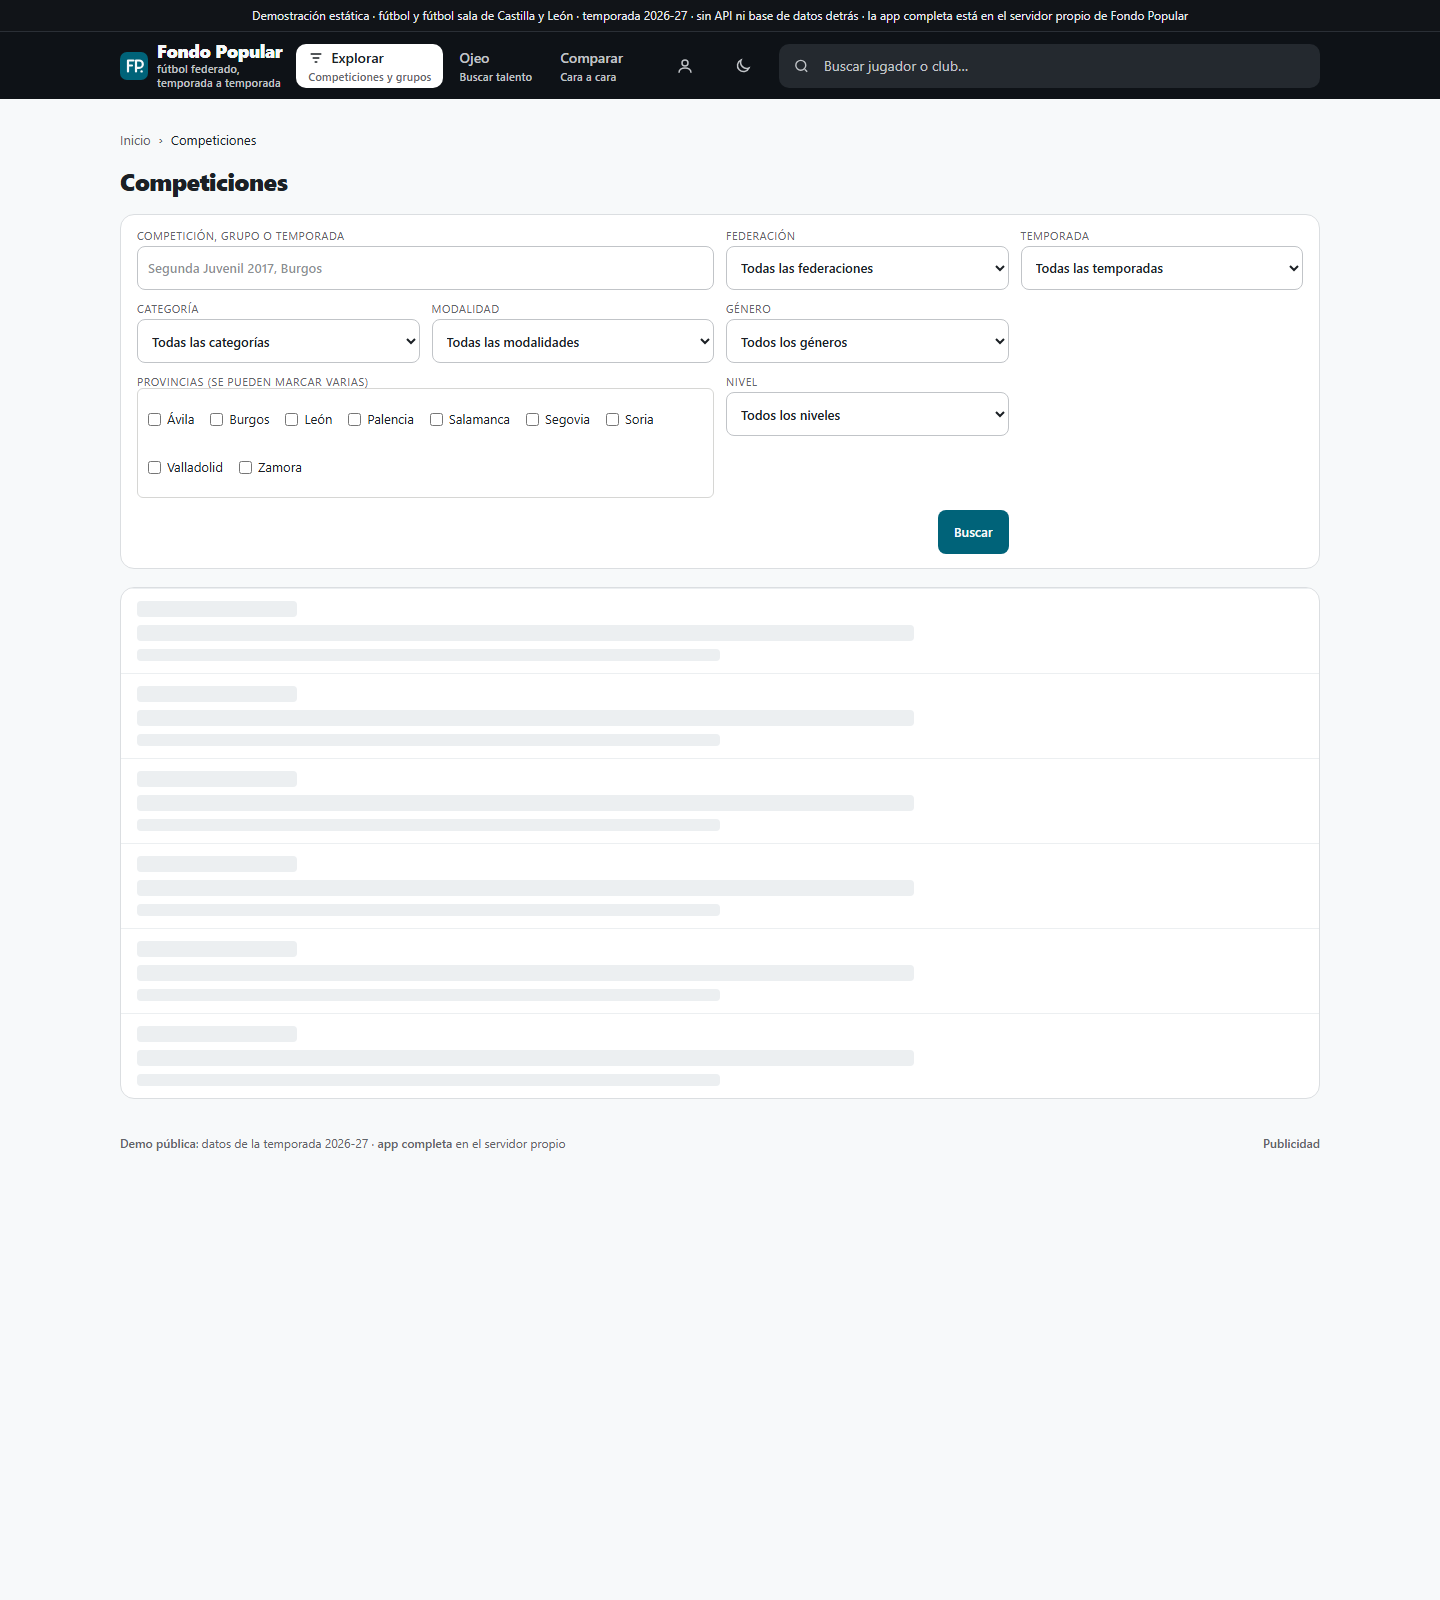 Demostración estática · fútbol y fútbol sala de Castilla y León · temporada 2026-27 · sin API ni base de datos detrás · la app completa está en el servidor propio de Fondo Popular
FP
Fondo Popular
fútbol federado,
temporada a temporada
Explorar
Competiciones y grupos
Ojeo
Buscar talento
Comparar
Cara a cara
Buscar jugador o club...
Inicio › Competiciones
Competiciones
COMPETICIÓN, GRUPO O TEMPORADA
Segunda Juvenil 2017, Burgos
FEDERACIÓN
Todas las federaciones
TEMPORADA
Todas las temporadas
CATEGORÍA
Todas las categorías
MODALIDAD
Todas las modalidades
GÉNERO
Todos los géneros
PROVINCIAS (SE PUEDEN MARCAR VARIAS)
Ávila Burgos León Palencia Salamanca Segovia Soria
Valladolid Zamora
NIVEL
Todos los niveles
Buscar
Demo pública: datos de la temporada 2026-27 · app completa en el servidor propio
Publicidad